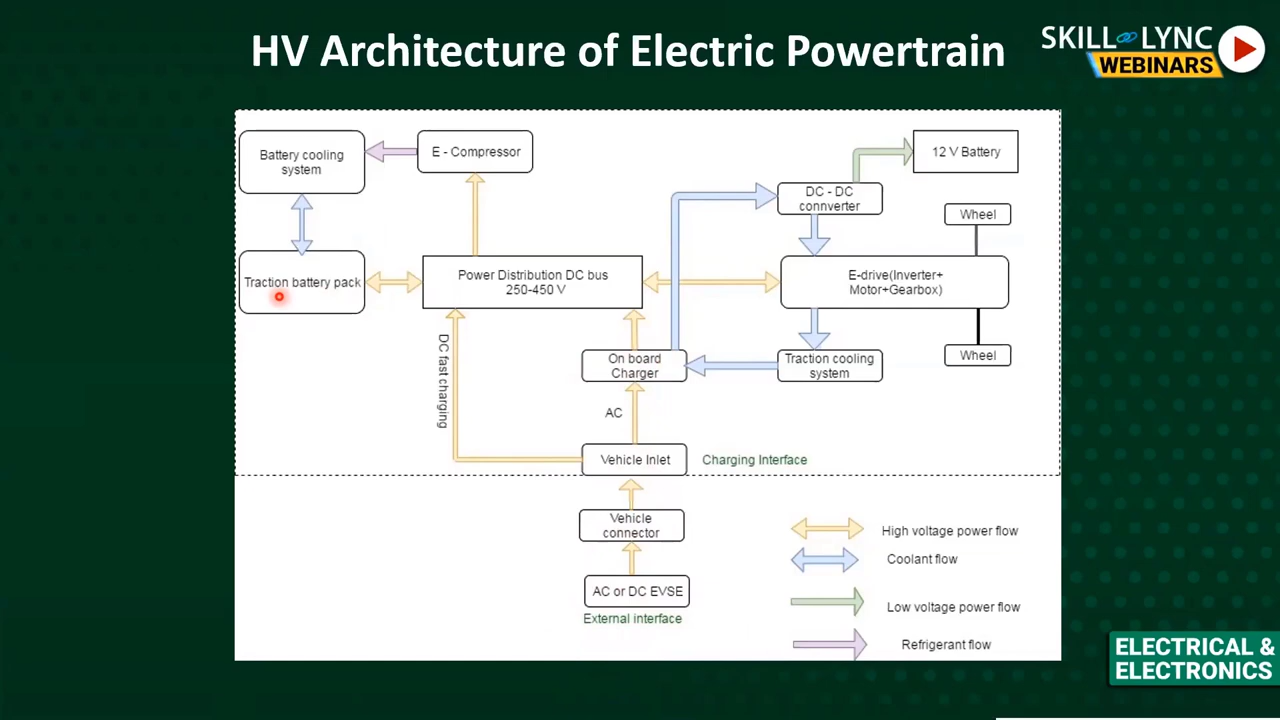 HV Architecture of Electric Powertrain
SKILL LYNC
WEBINARS
Battery cooling
system
E - Compressor
12 V Battery
DC - DC
connverter
Wheel
Traction battery pack
Power Distribution DC bus
250-450 V
E-drive(Inverter+
Motor+Gearbox)
DC fast charging
On board
Charger
Traction cooling
system
Wheel
AC
Vehicle Inlet
Charging Interface
Vehicle
connector
High voltage power flow
Coolant flow
AC or DC EVSE
Low voltage power flow
External interface
Refrigerant flow
ELECTRICAL &
ELECTRONICS